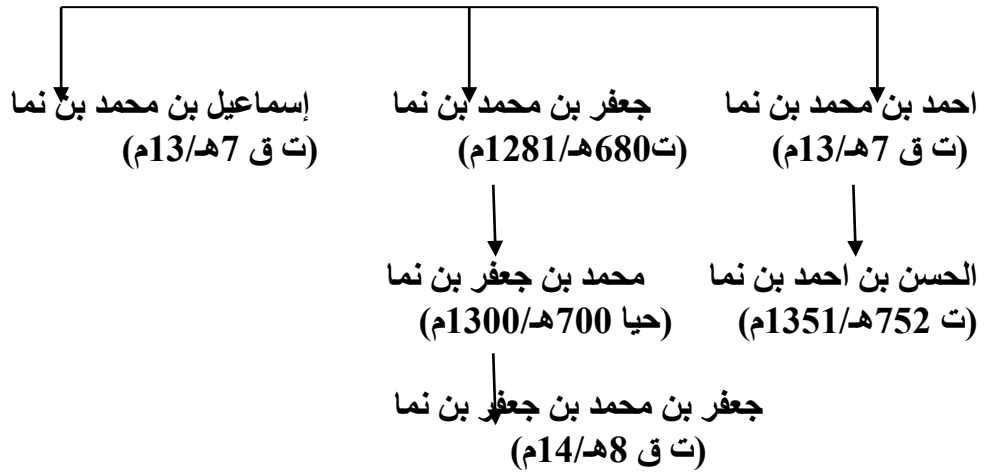 احمد بن محمد بن نما
(ت ق 7هـ/13م)
جعفر بن محمد بن نما
(ت680هـ/1281م)
إسماعيل بن محمد بن نما
(ت ق 7هـ/13م)
الحسن بن احمد بن نما
(ت 752هـ/1351م)
محمد بن جعفر بن نما
(حيا 700هـ/1300م)
جعفر بن محمد بن جعفر بن نما
(ت ق 8هـ/14م)